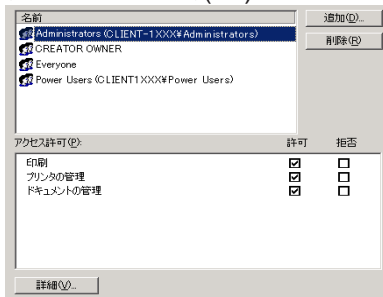 名前
追加(D)...
Administrators (CLIENT-1XXX¥Administrators)
削除(R)
CREATOR OWNER
Everyone
Power Users (CLIENT1XXX¥Power Users)
アクセス許可(P):
許可
拒否
印刷
プリンタの管理
ドキュメントの管理
詳細(V)...